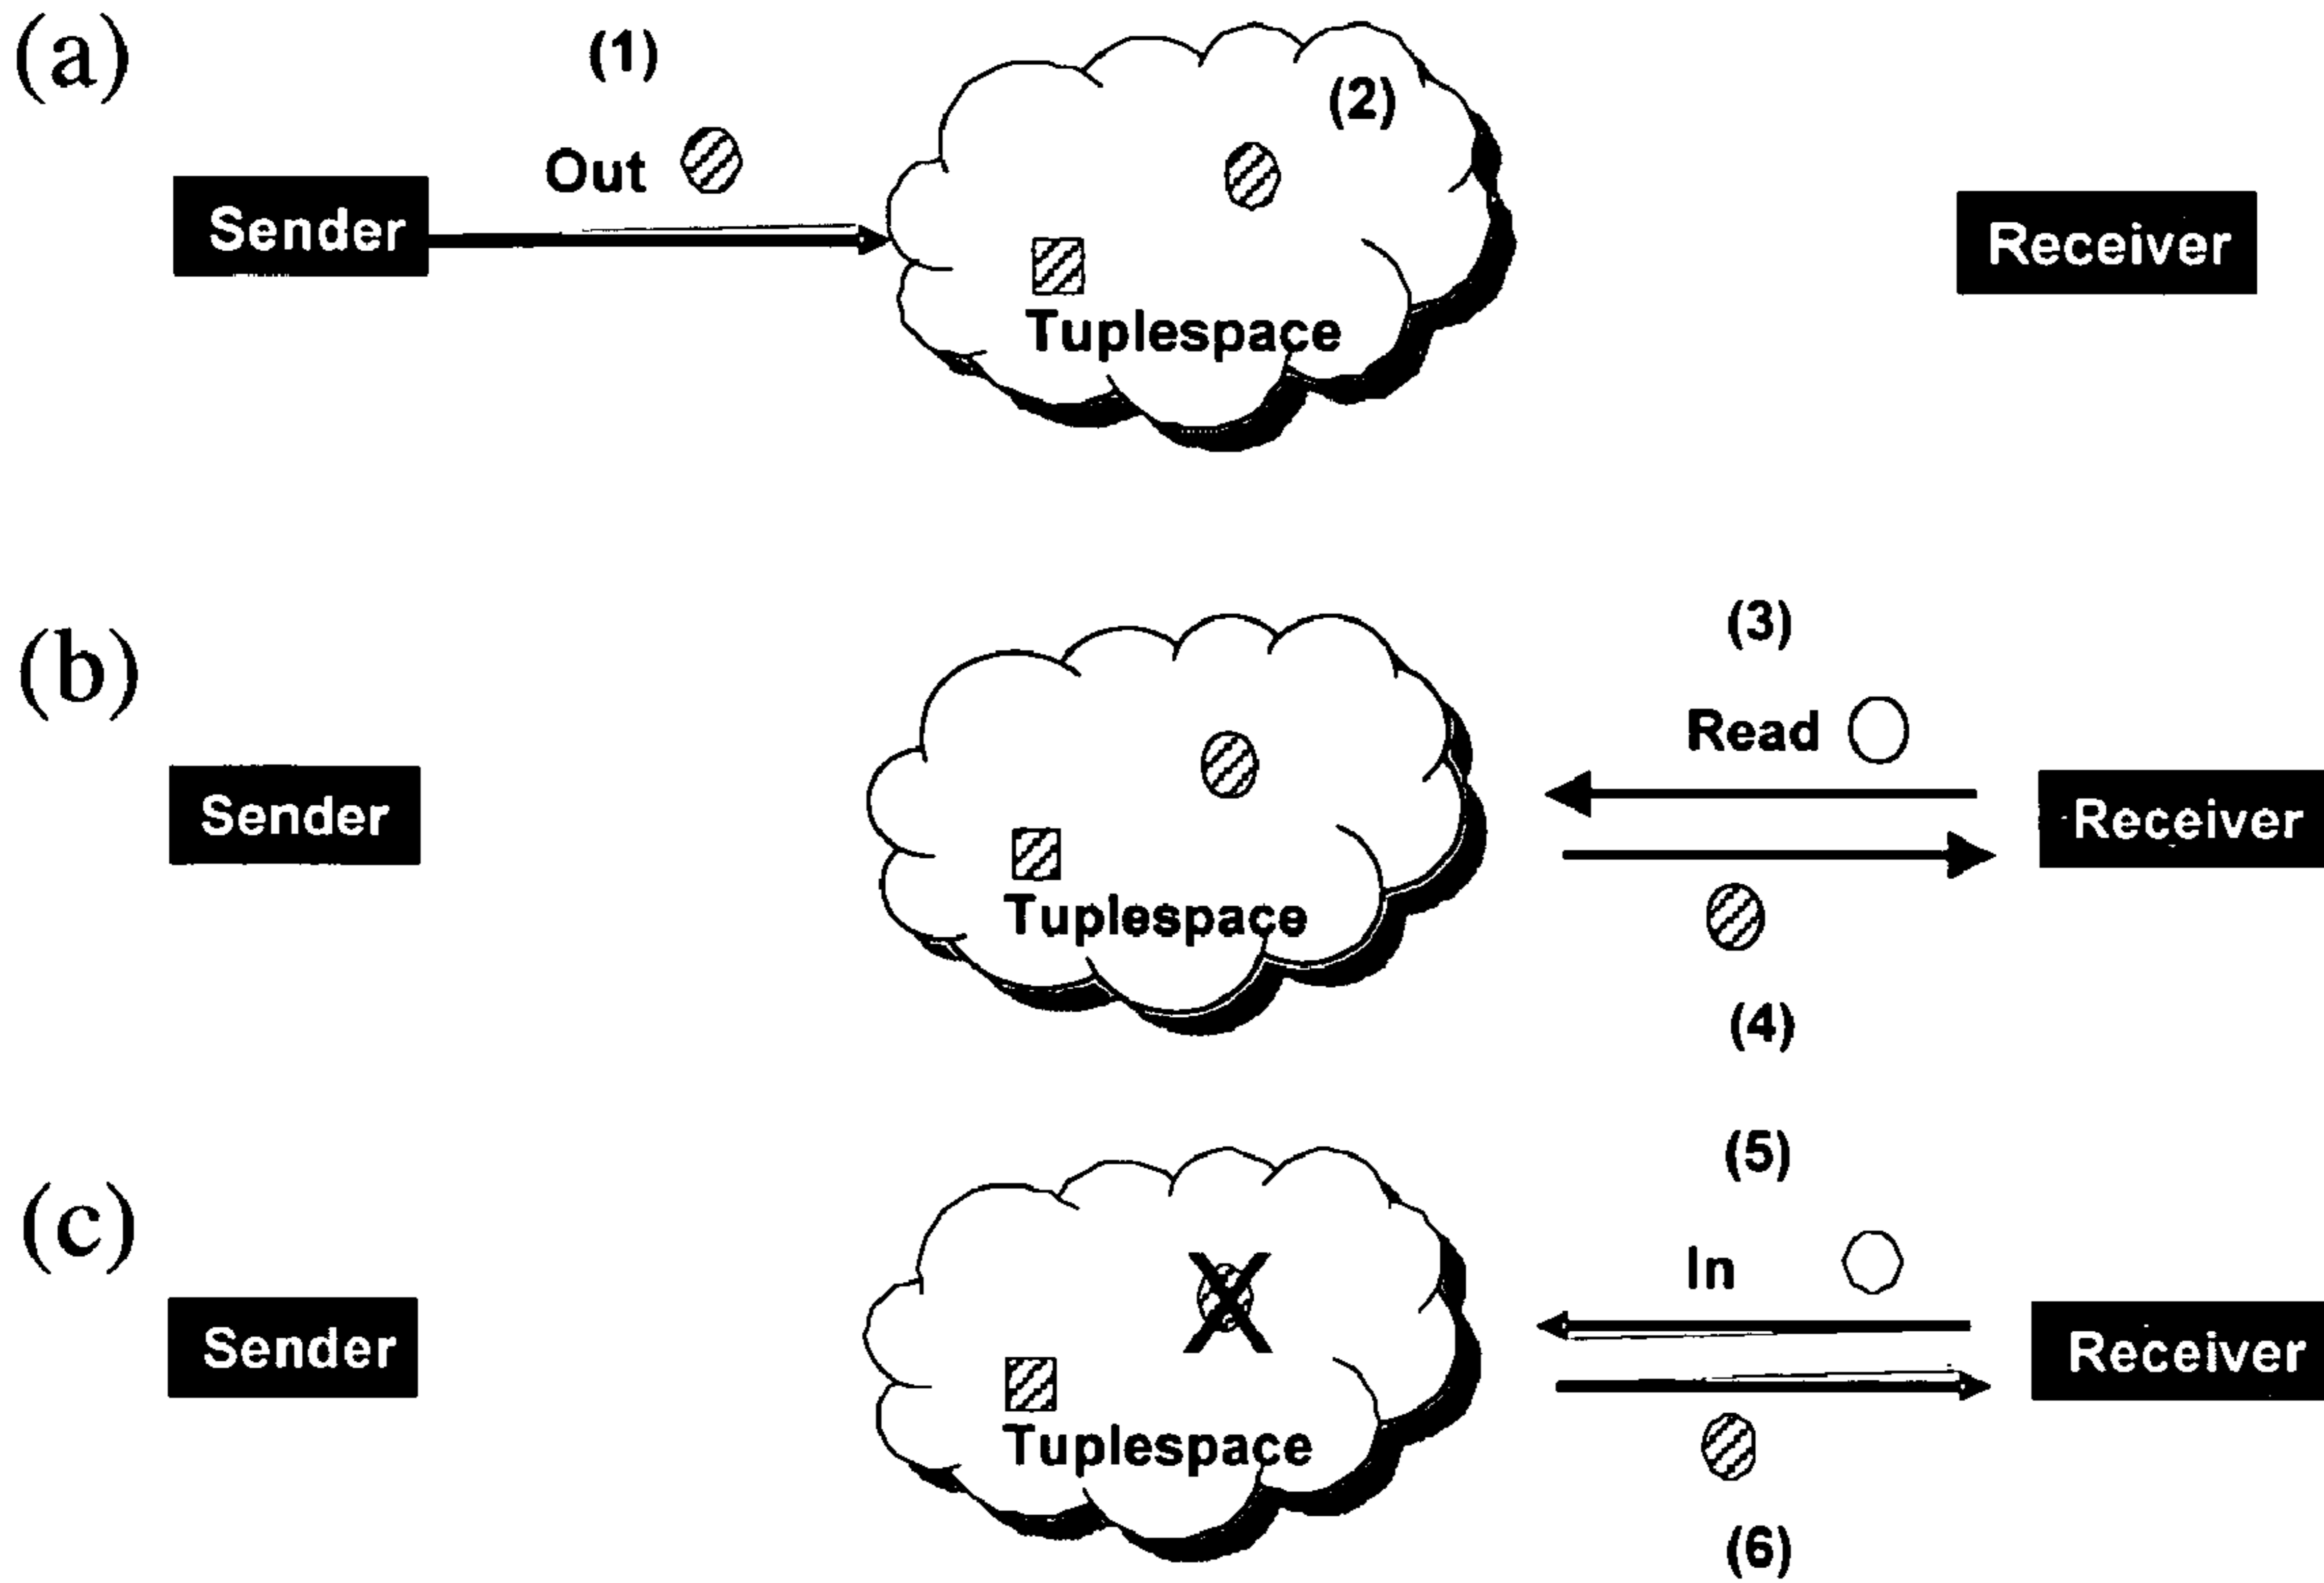 (a)
(1)
(2)
Out
Sender
Receiver
Tuplespace
(b)
(3)
Read
Sender
Receiver
Tuplespace
(4)
(5)
(c)
In
Sender
Receiver
Tuplespace
(6)